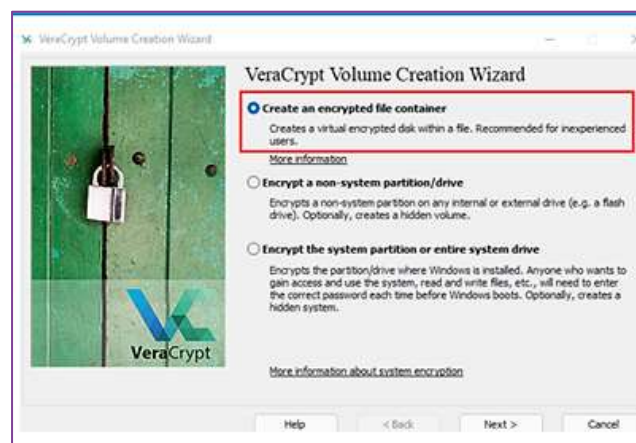 VeraCrypt Volume Creation Wizard
VeraCrypt Volume Creation Wizard
Create an encrypted file container
Creates a virtual encrypted disk within a file. Recommended for inexperienced
users.
More information
Encrypt a non-system partition/drive
Encrypts a non-system partition on any internal or external drive (e.g. a flash
drive). Optionally, creates a hidden volume.
Encrypt the system partition or entire system drive
Encrypts the partition/drive where Windows is installed. Anyone who wants to
gain access and use the system, read and write files, etc., will need to enter
the correct password each time before Windows boots. Optionally, creates a
hidden system.
VeraCrypt
More information about system encryption
Help
< Back
Next >
Cancel